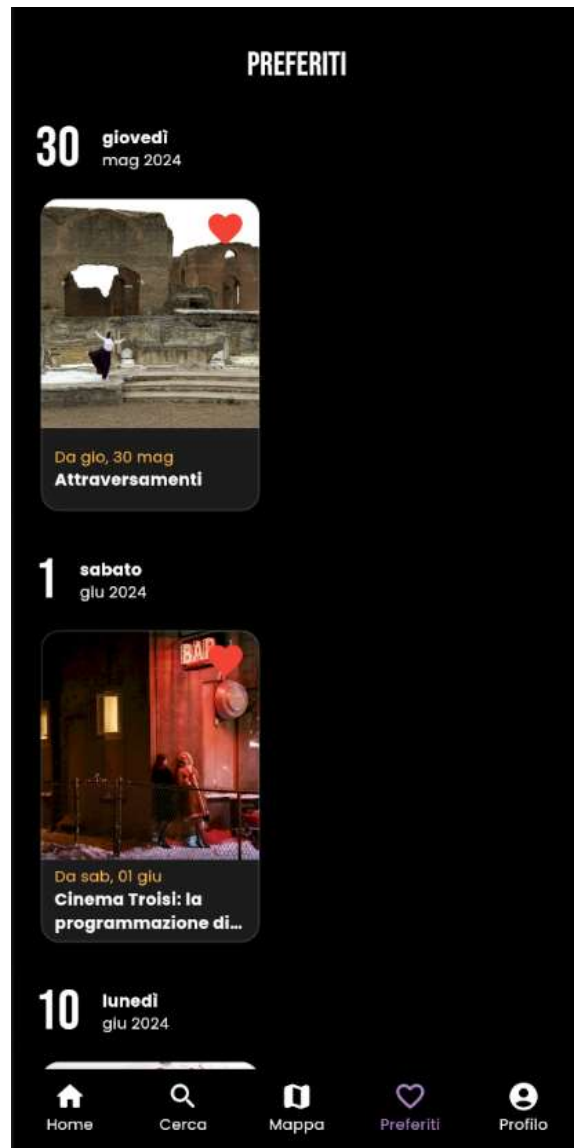 PREFERITI
30
giovedì
mag 2024
Da gio, 30 mag
Attraversamenti
1
sabato
giu 2024
BAR
Da sab, 01 giu
Cinema Troisi: la
programmazione di...
10
lunedì
giu 2024
Home
Cerca
Mappa
Preferiti
Profilo